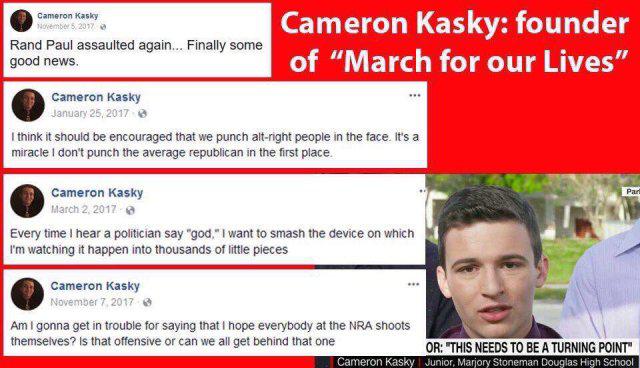 Cameron Kasky
November 5, 2017
Rand Paul assaulted again... Finally some
good news.
Cameron Kasky: founder
of “March for our Lives”
Cameron Kasky
January 25, 2017 ·
I think it should be encouraged that we punch alt-right people in the face. It's a
miracle I don't punch the average republican in the first place.
Cameron Kasky
March 2, 2017 ·
Every time I hear a politician say "god," I want to smash the device on which
I'm watching it happen into thousands of little pieces
Cameron Kasky
November 7, 2017 ·
Am I gonna get in trouble for saying that I hope everybody at the NRA shoots
themselves? Is that offensive or can we all get behind that one
OR: "THIS NEEDS TO BE A TURNING POINT"
Cameron Kasky Junior, Marjory Stoneman Douglas High School